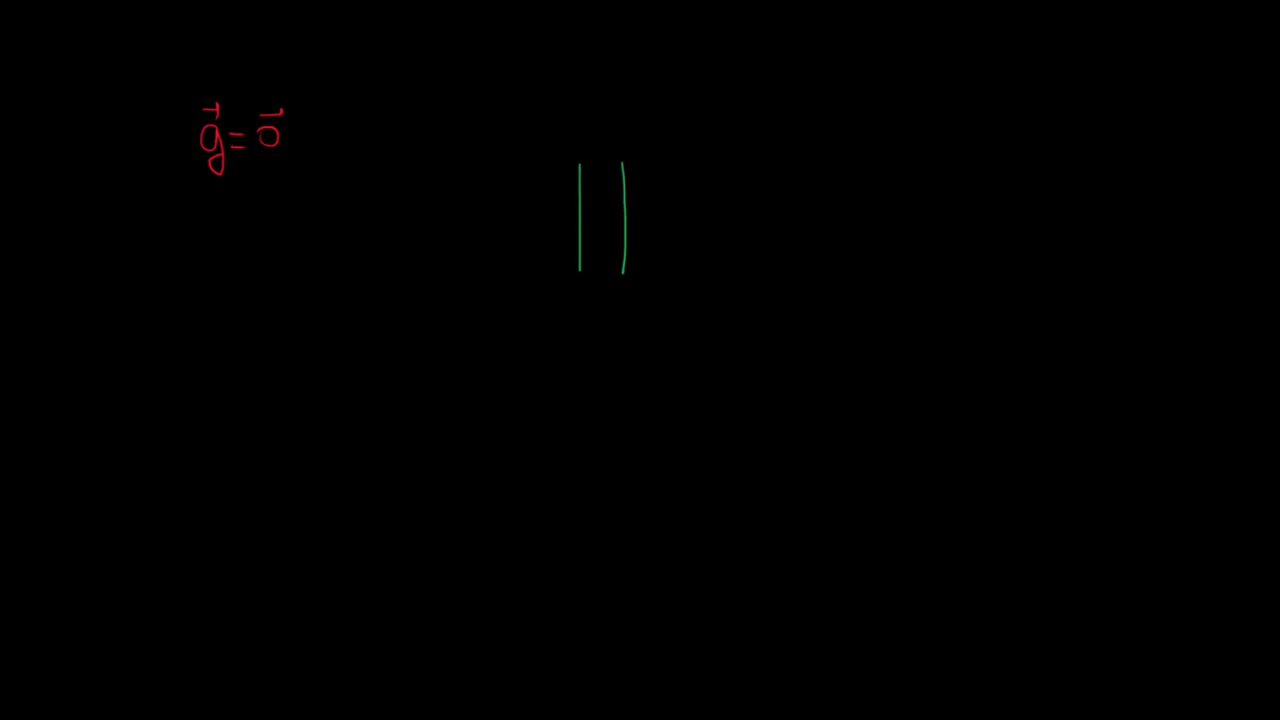 g⃗ = 0⃗